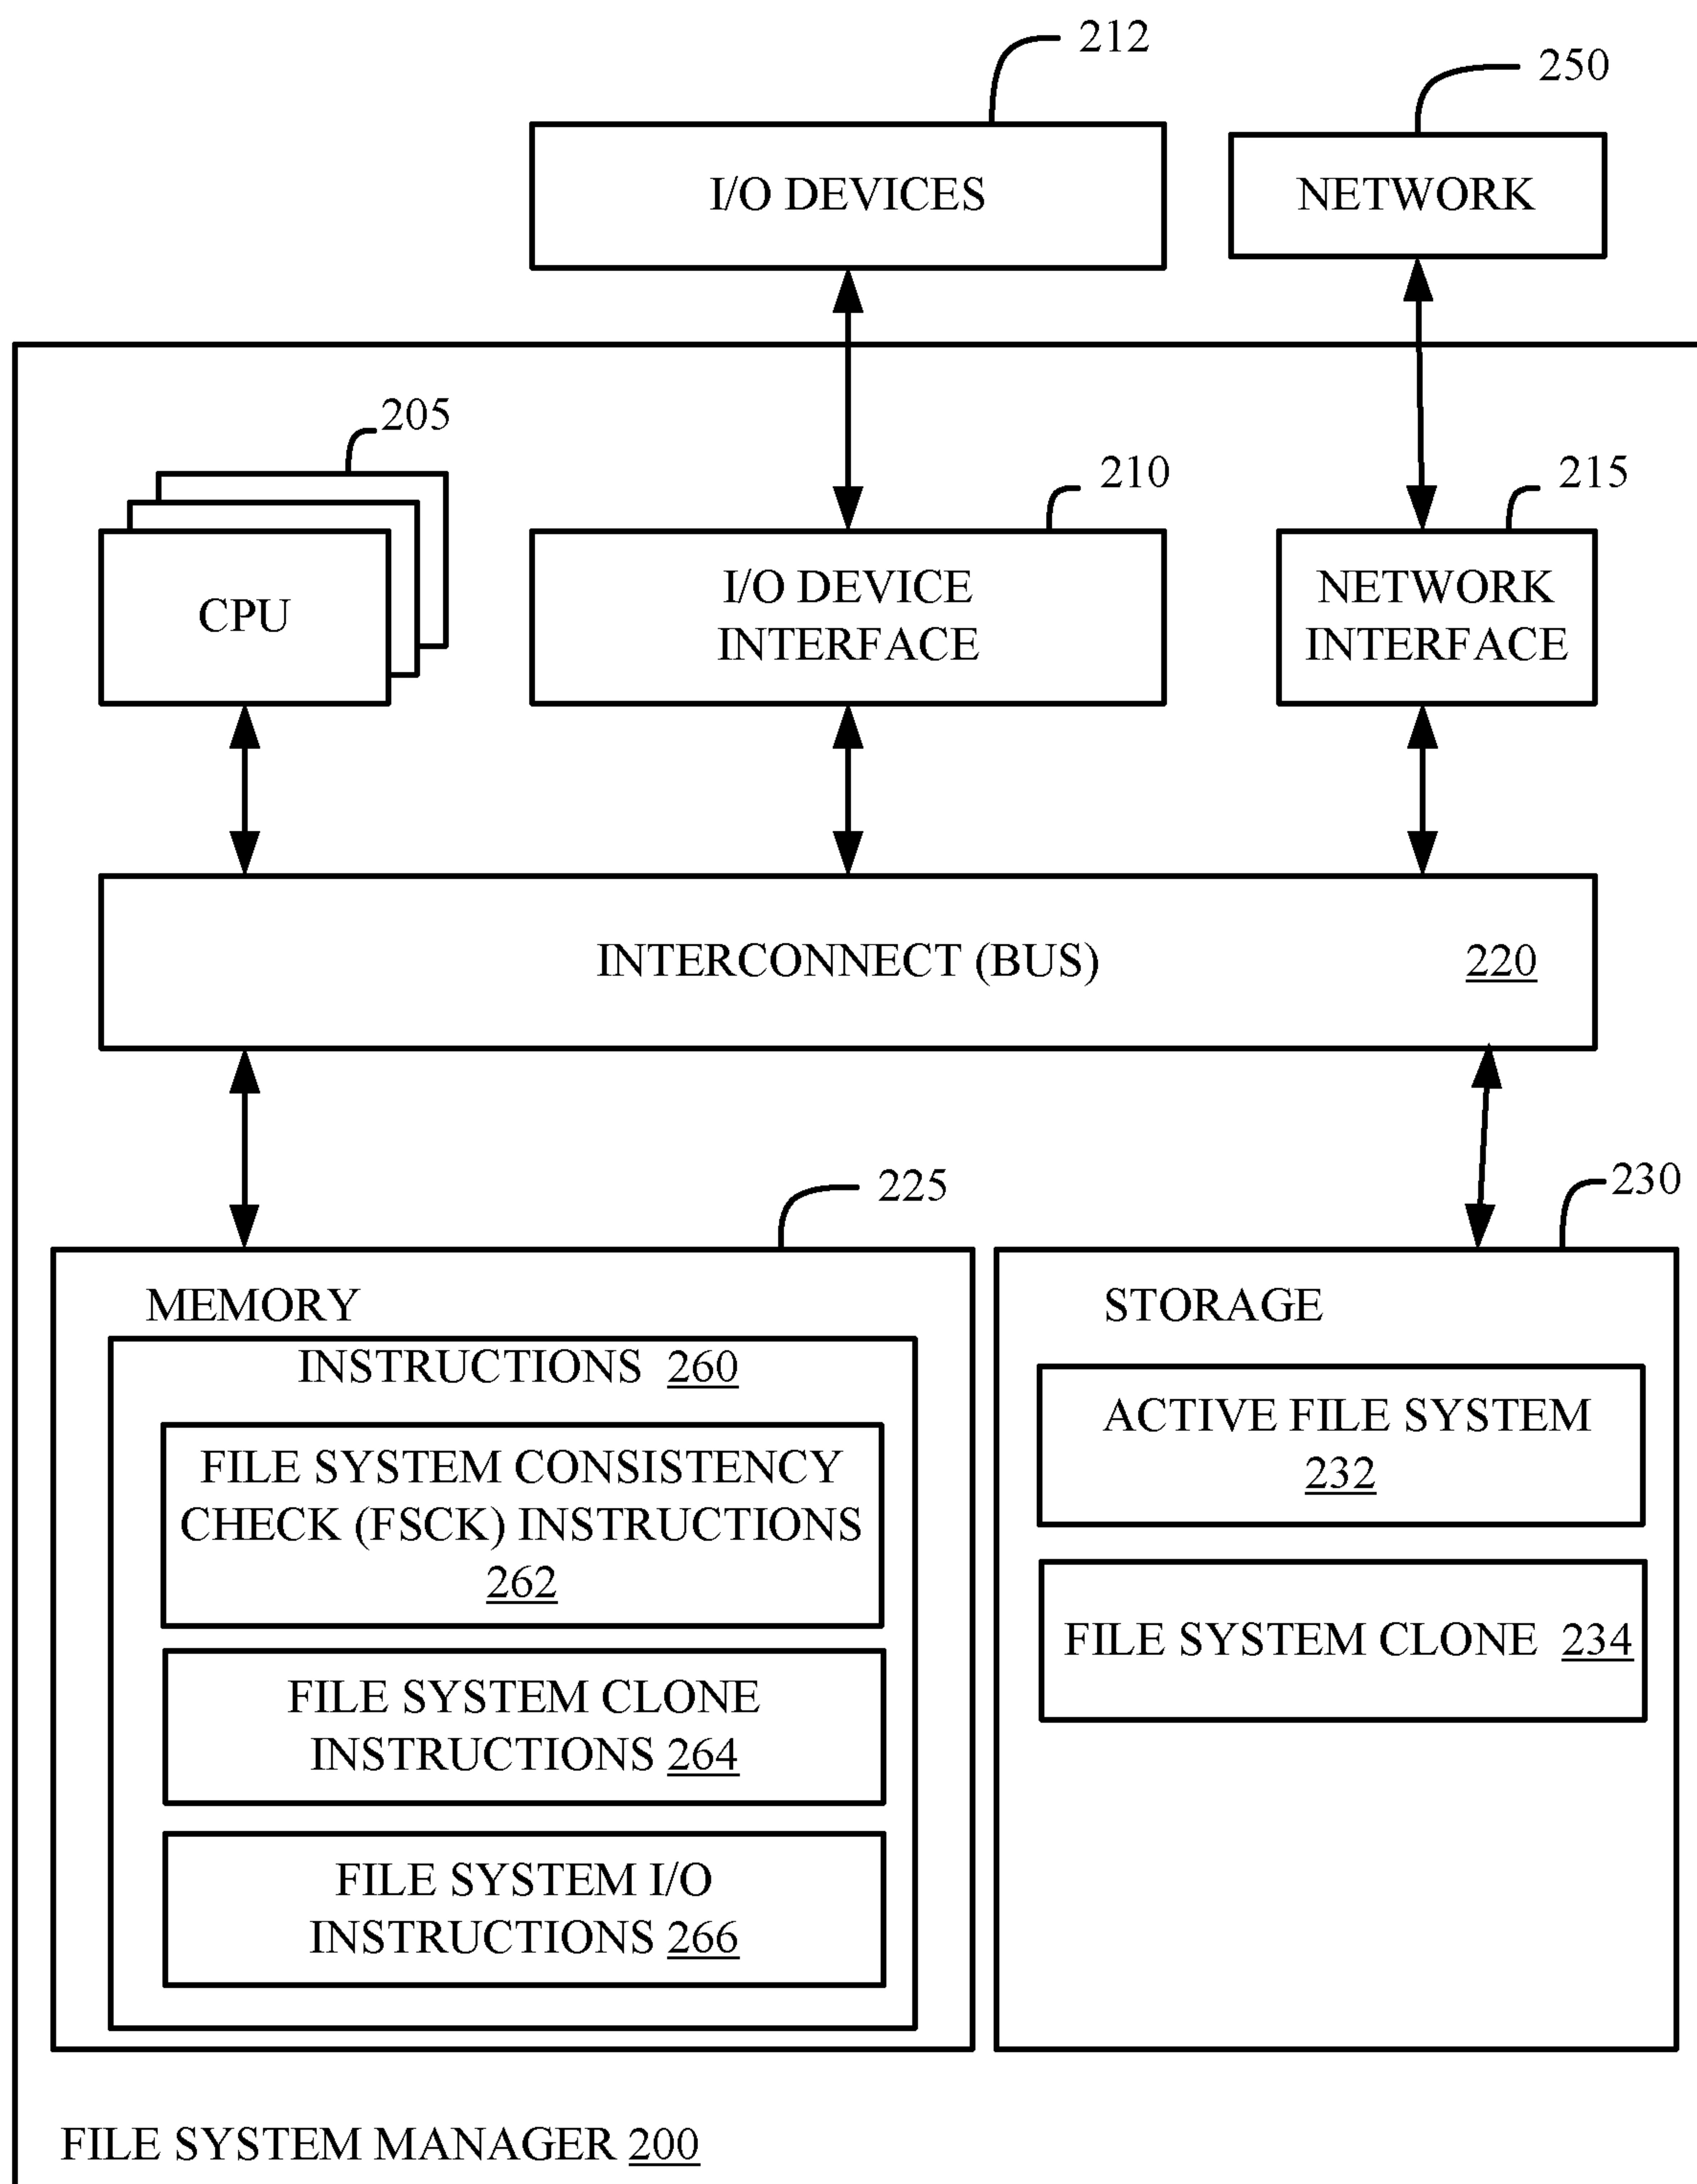 212
250
I/O DEVICES
NETWORK
205
210
215
CPU
I/O DEVICE
INTERFACE
NETWORK
INTERFACE
INTERCONNECT (BUS) 220
225
230
MEMORY
INSTRUCTIONS 260
FILE SYSTEM CONSISTENCY
CHECK (FSCK) INSTRUCTIONS
262
FILE SYSTEM CLONE
INSTRUCTIONS 264
FILE SYSTEM I/O
INSTRUCTIONS 266
STORAGE
ACTIVE FILE SYSTEM
232
FILE SYSTEM CLONE 234
FILE SYSTEM MANAGER 200